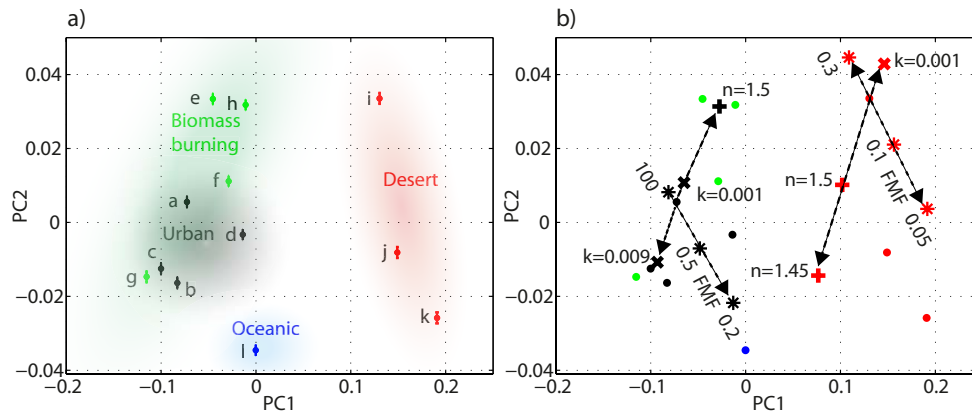 a)
PC2
0.04
0.02
0
−0.02
−0.04
−0.2
−0.1
0
0.1
0.2
PC1
e
h
i
Biomass
burning
f
Desert
a
Urban
d
j
c
g
b
k
Oceanic
l
b)
PC2
0.04
0.02
0
−0.02
−0.04
−0.2
−0.1
0
0.1
0.2
PC1
0.3
k=0.001
n=1.5
100
k=0.001
0.1 FMF 0.05
n=1.5
k=0.009
0.5 FMF 0.2
n=1.45